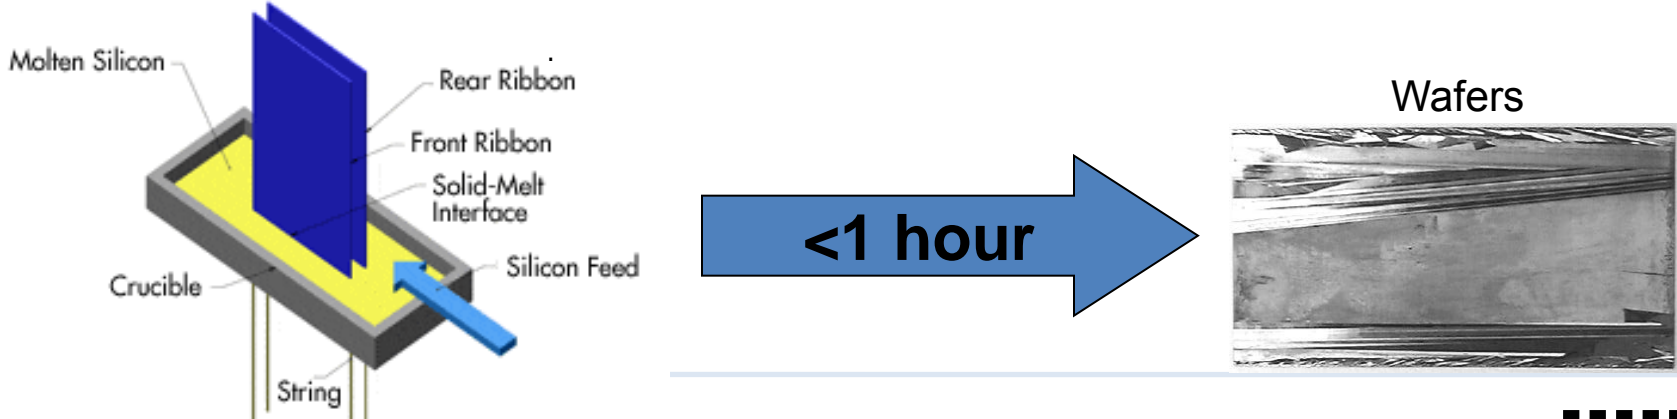 Molten Silicon
Rear Ribbon
Front Ribbon
Solid-Melt
Interface
Silicon Feed
Crucible
String
<1 hour
Wafers